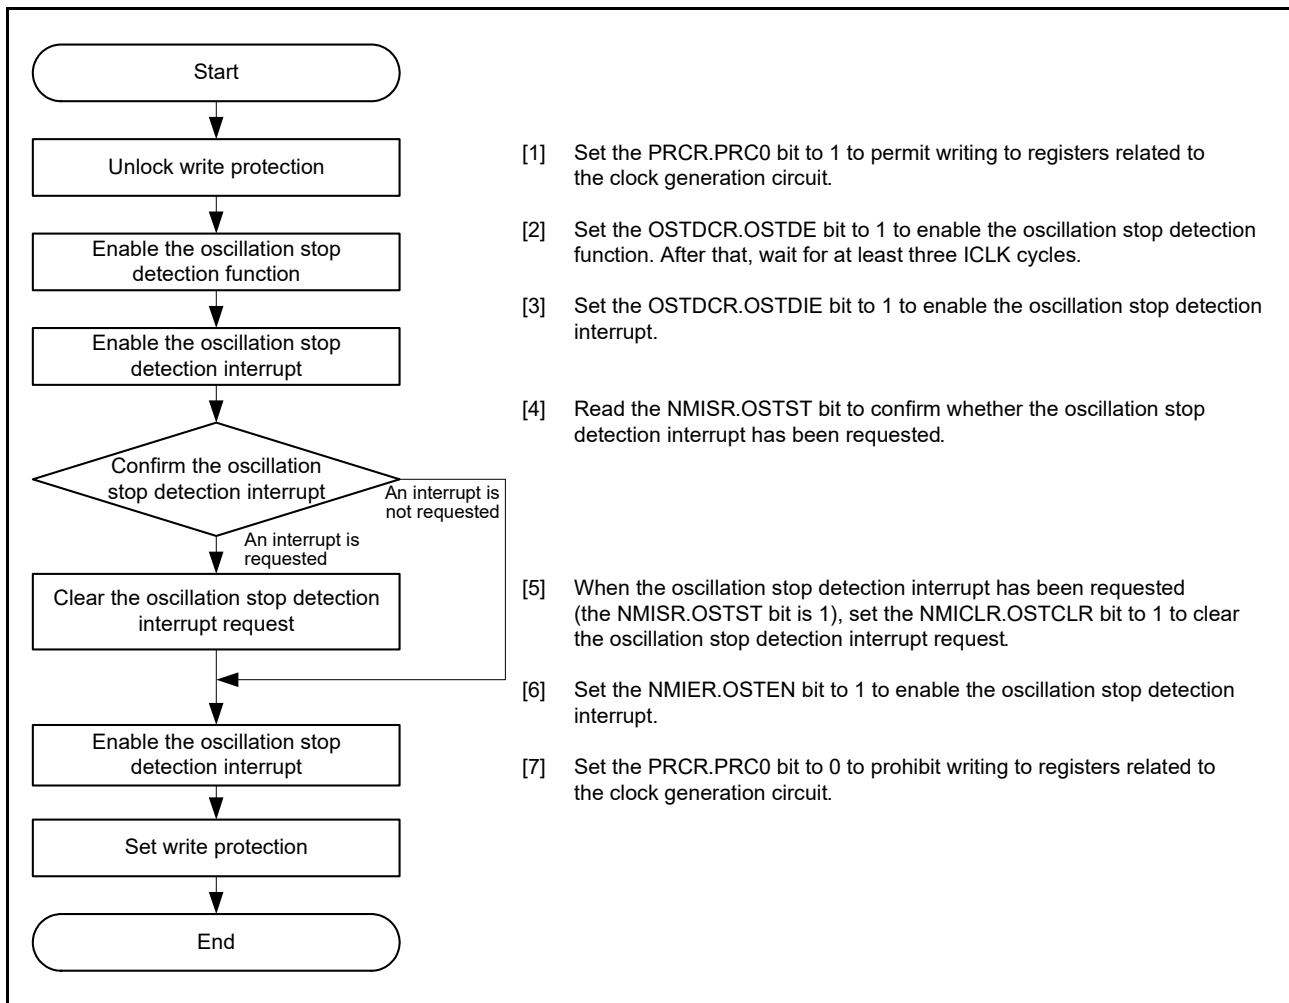 Start
Unlock write protection
Enable the oscillation stop
detection function
Enable the oscillation stop
detection interrupt
Confirm the oscillation
stop detection interrupt
An interrupt is
not requested
An interrupt is
requested
Clear the oscillation stop detection
interrupt request
Enable the oscillation stop
detection interrupt
Set write protection
End
[1] Set the PRCR.PRC0 bit to 1 to permit writing to registers related to
the clock generation circuit.
[2] Set the OSTDCR.OSTDE bit to 1 to enable the oscillation stop detection
function. After that, wait for at least three ICLK cycles.
[3] Set the OSTDCR.OSTDIE bit to 1 to enable the oscillation stop detection
interrupt.
[4] Read the NMISR.OSTST bit to confirm whether the oscillation stop
detection interrupt has been requested.
[5] When the oscillation stop detection interrupt has been requested
(the NMISR.OSTST bit is 1), set the NMICLR.OSTCLR bit to 1 to clear
the oscillation stop detection interrupt request.
[6] Set the NMIER.OSTEN bit to 1 to enable the oscillation stop detection
interrupt.
[7] Set the PRCR.PRC0 bit to 0 to prohibit writing to registers related to
the clock generation circuit.